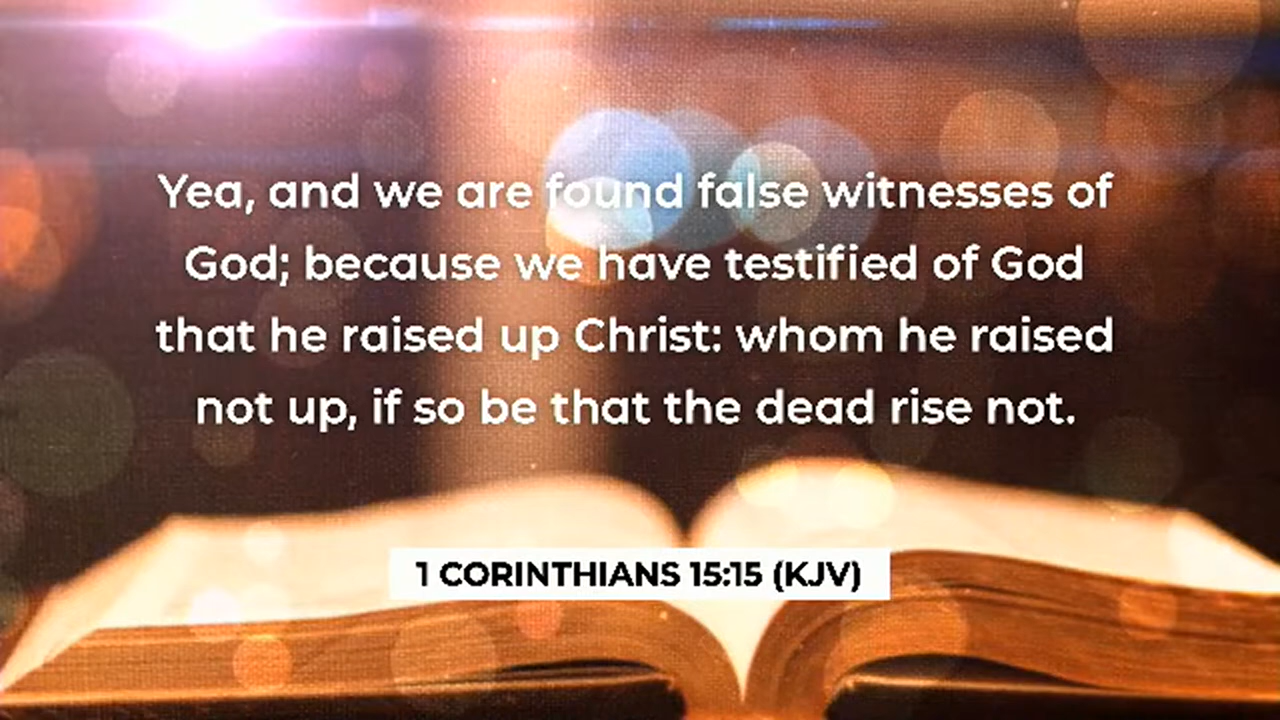 Yea, and we are found false witnesses of
God; because we have testified of God
that he raised up Christ: whom he raised
not up, if so be that the dead rise not.
1 CORINTHIANS 15:15 (KJV)